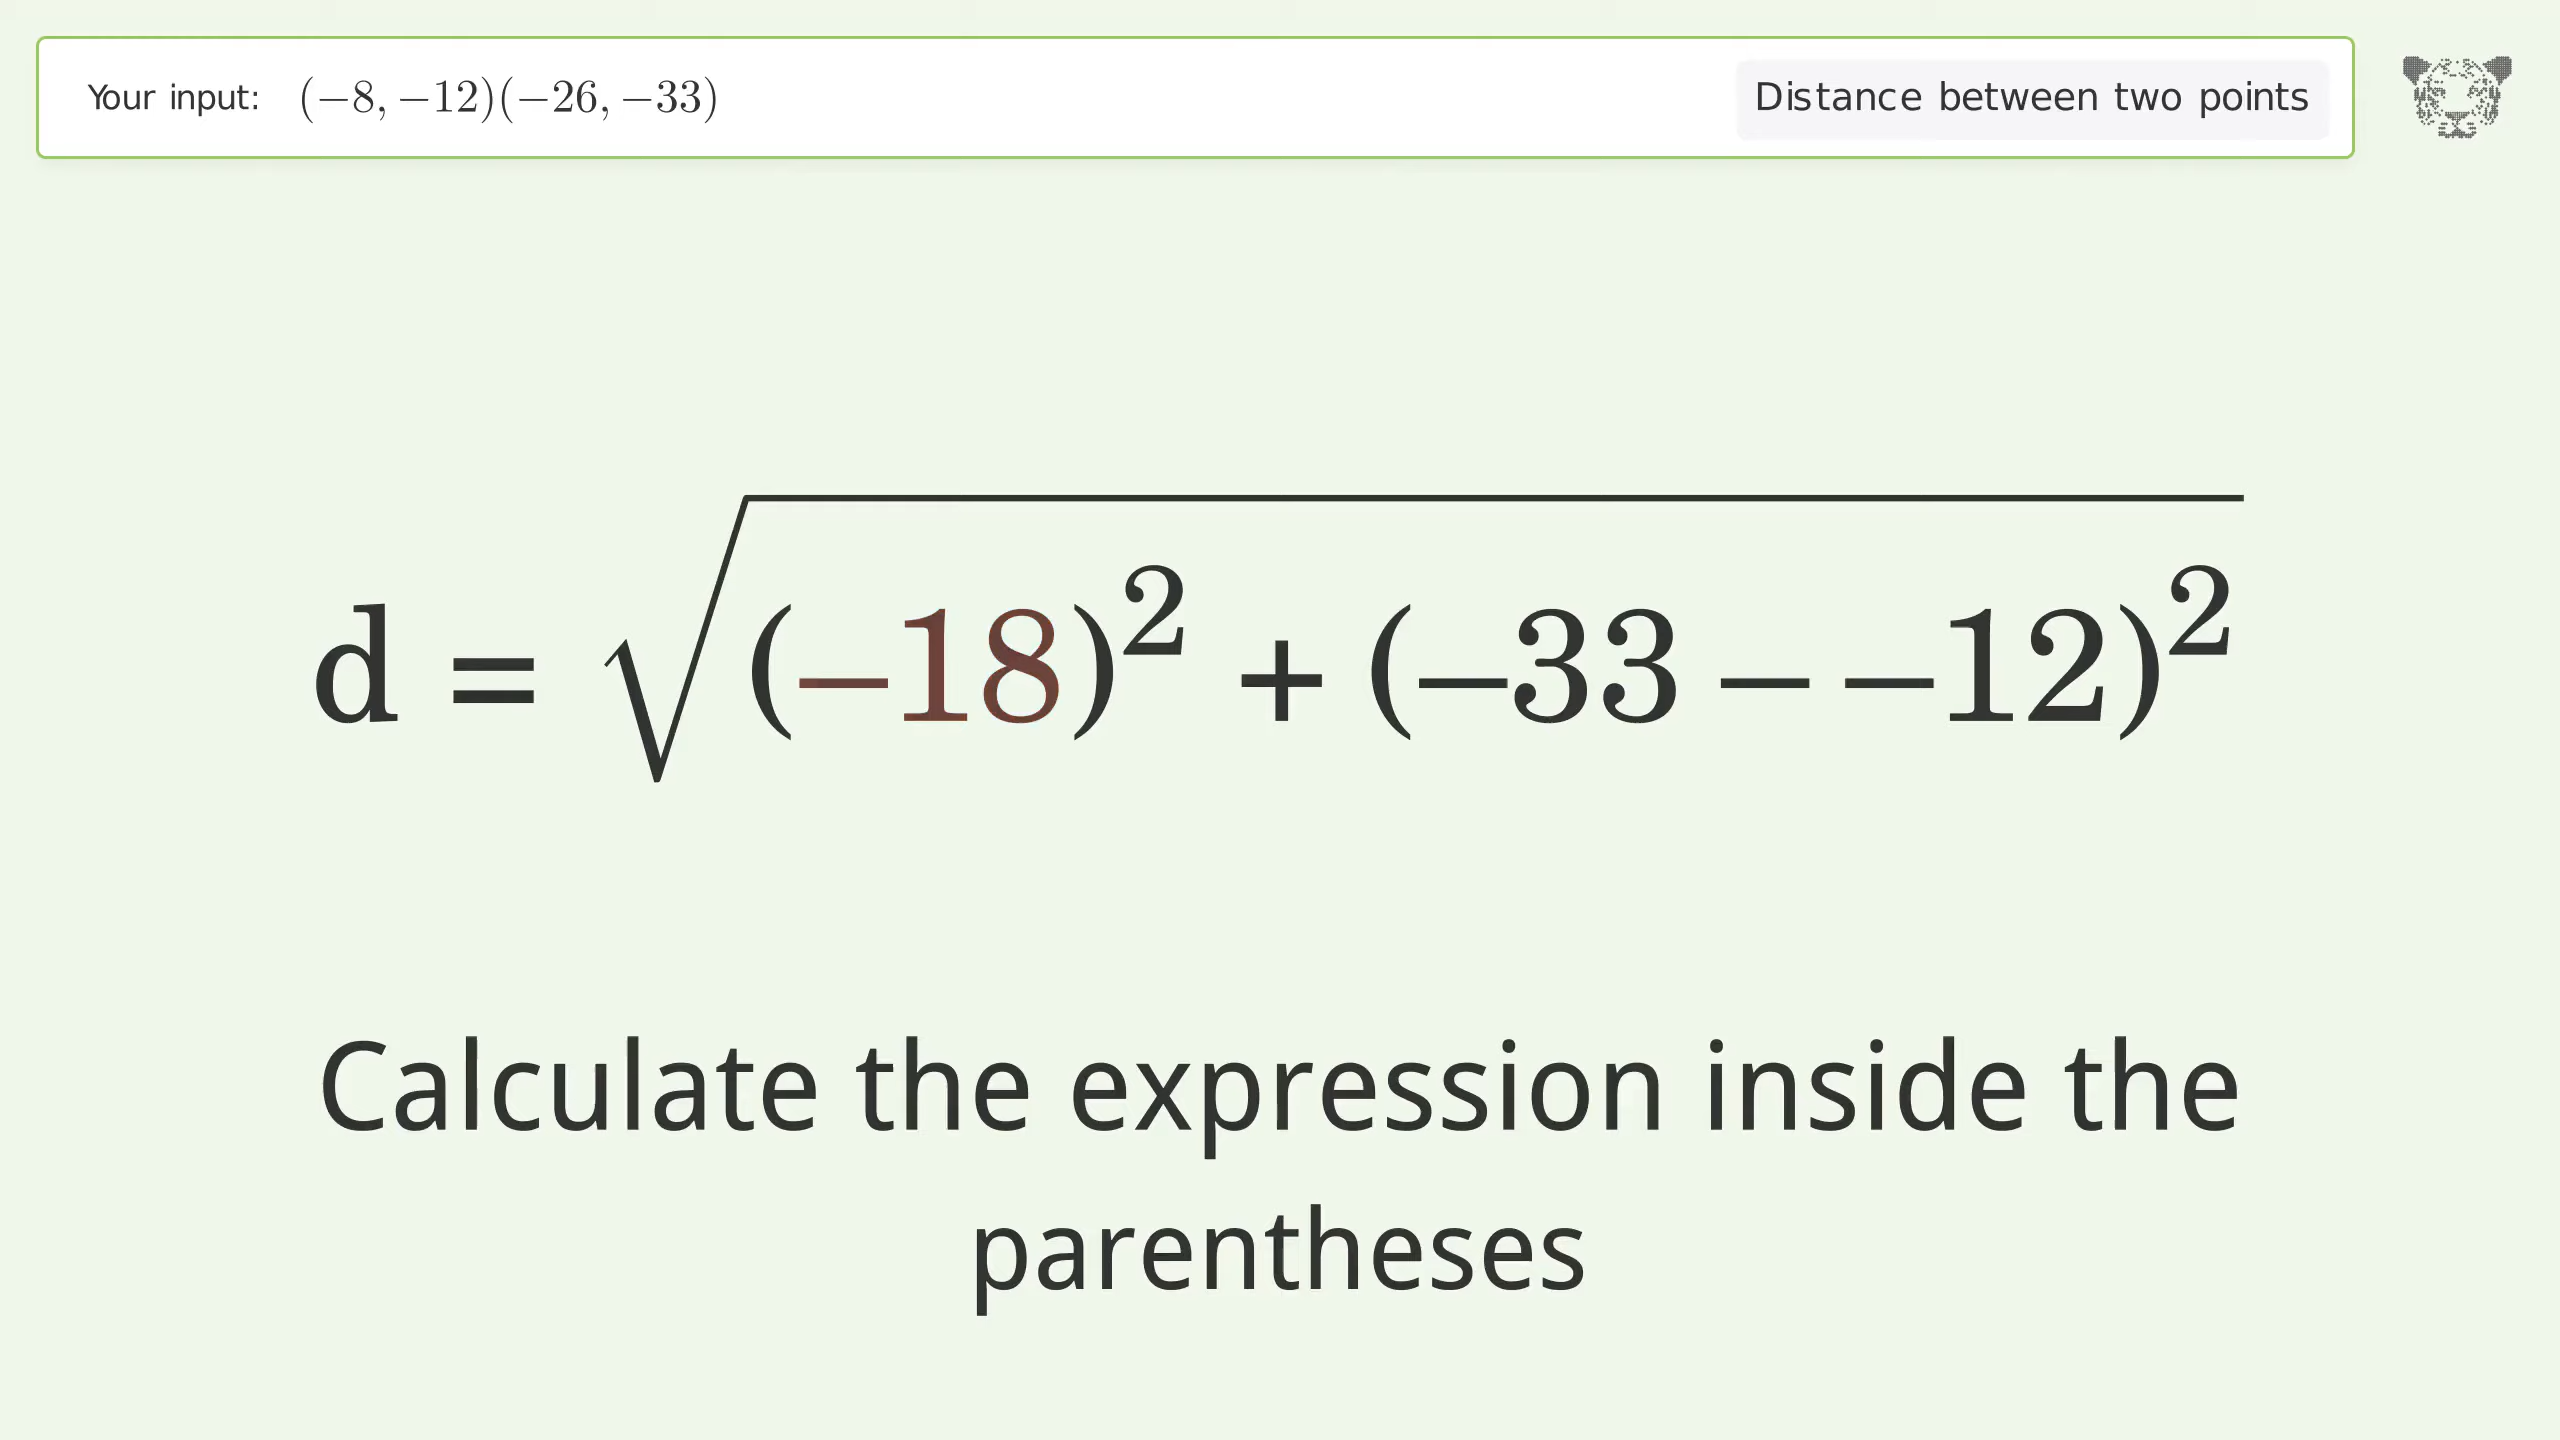 Your input: (−8, −12)(−26, −33)
Distance between two points
d = √(−18)² + (−33 − −12)²
Calculate the expression inside the
parentheses